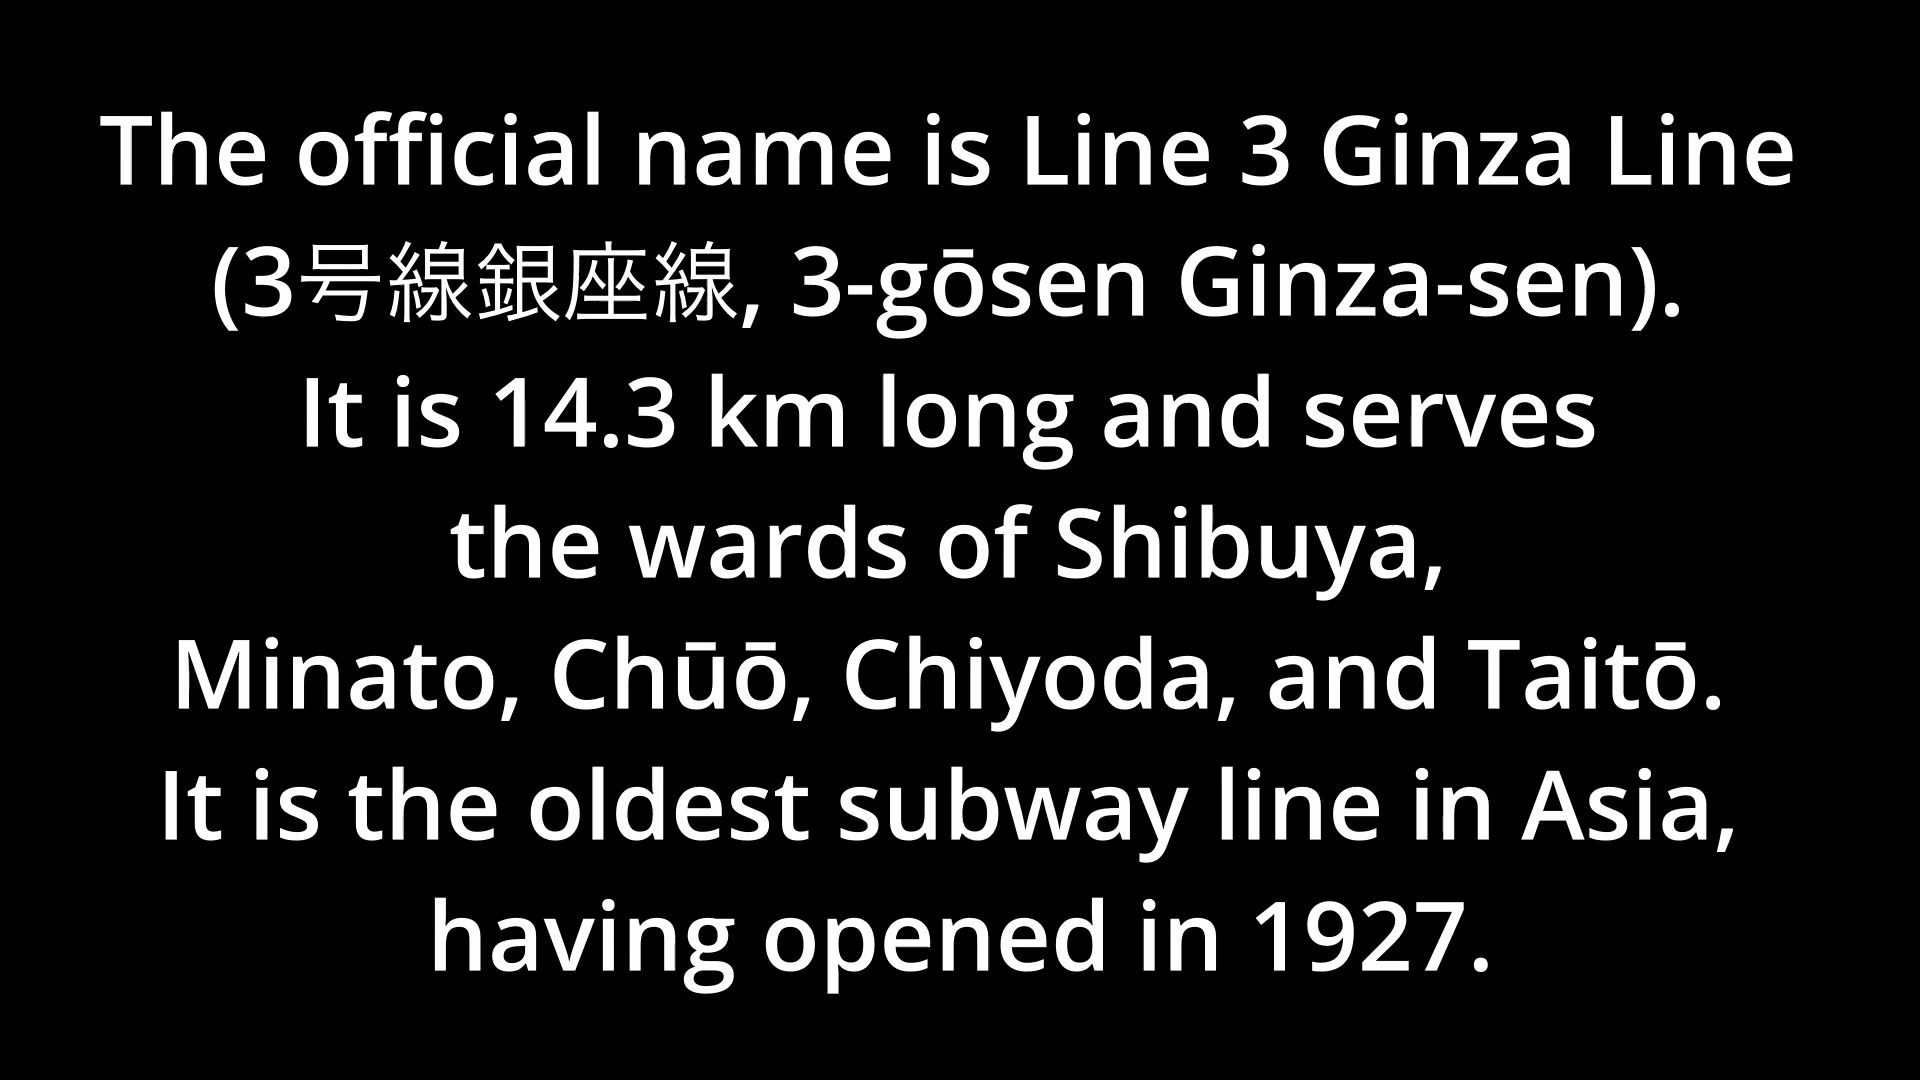 The official name is Line 3 Ginza Line
(3号線銀座線, 3-gōsen Ginza-sen).
It is 14.3 km long and serves
the wards of Shibuya,
Minato, Chūō, Chiyoda, and Taitō.
It is the oldest subway line in Asia,
having opened in 1927.